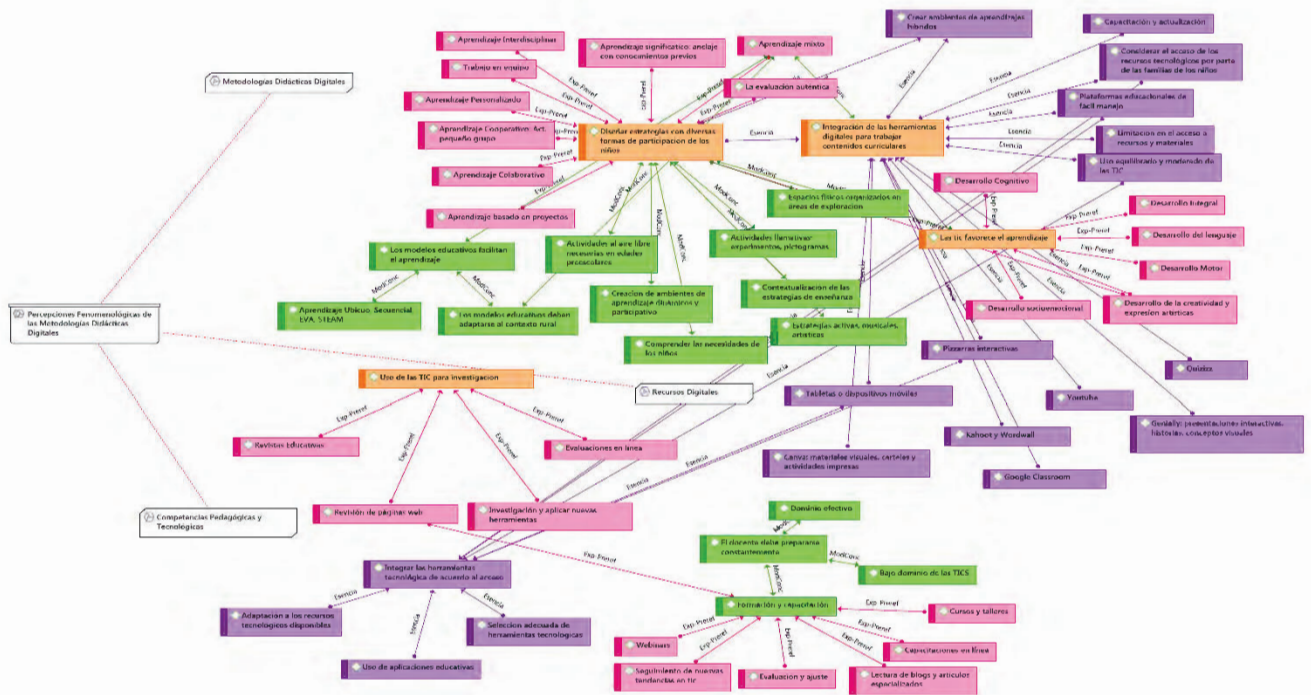 Crear ambientes de aprendizajes
híbridos
Capacitación y actualización
Aprendizaje Interdisciplinar
Aprendizaje significativo: anclaje
con conocimientos previos
Aprendizaje mixto
Considerar el acceso de los
recursos tecnológicos por parte
de las familias de los niños
Trabajo en equipo
Metodologías Didácticas Digitales
La evaluación auténtica
Plataformas educacionales de
fácil manejo
Aprendizaje Personalizado
Aprendizaje Cooperativo: Act.
pequeño grupo
Diseñar estrategias con diversas
formas de participación de los
niños
Integración de las herramientas
digitales para trabajar
contenidos curriculares
Limitación en el acceso a
recursos y materiales
Uso equilibrado y moderado de
las TIC
Aprendizaje Colaborativo
Desarrollo Cognitivo
Espacios físicos organizados en
áreas de exploración
Desarrollo Integral
Aprendizaje basado en proyectos
Los modelos educativos facilitan
el aprendizaje
Actividades al aire libre
necesarias en edades
preescolares
Actividades llamativas:
experimentos, pictogramas
Las tic favorece el aprendizaje
Desarrollo del lenguaje
Desarrollo Motor
Contextualización de las
estrategias de enseñanza
Creación de ambientes de
aprendizaje dinámicos y
participativo
Aprendizaje Ubicuo, Secuencial,
EVA, STEAM
Los modelos educativos deben
adaptarse al contexto rural
Desarrollo socioemocional
Desarrollo de la creatividad y
expresión artísticas
Percepciones Fenomenológicas de
las Metodologías Didácticas
Digitales
Estrategias activas, musicales,
artísticas
Comprender las necesidades de
los niños
Pizarras interactivas
Quizizz
Uso de las TIC para investigación
Recursos Digitales
Tabletas o dispositivos móviles
Youtube
Genially: presentaciones interactivas,
historias, conceptos visuales
Revistas Educativas
Evaluaciones en línea
Kahoot y Wordwall
Canva: materiales visuales, carteles y
actividades impresas
Google Classroom
Competencias Pedagógicas y
Tecnológicas
Revisión de páginas web
Investigación y aplicar nuevas
herramientas
Dominio efectivo
El docente debe prepararse
constantemente
Bajo dominio de las TICS
Integrar las herramientas
tecnológica de acuerdo al acceso
Adaptación a los recursos
tecnológicos disponibles
Selección adecuada de
herramientas tecnológicas
Uso de aplicaciones educativas
Formación y capacitación
Cursos y talleres
Webinars
Capacitaciones en línea
Seguimiento de nuevas
tendencias en tic
Evaluación y ajuste
Lectura de blogs y artículos
especializados
Exp-Preref
Esencia
ModConc